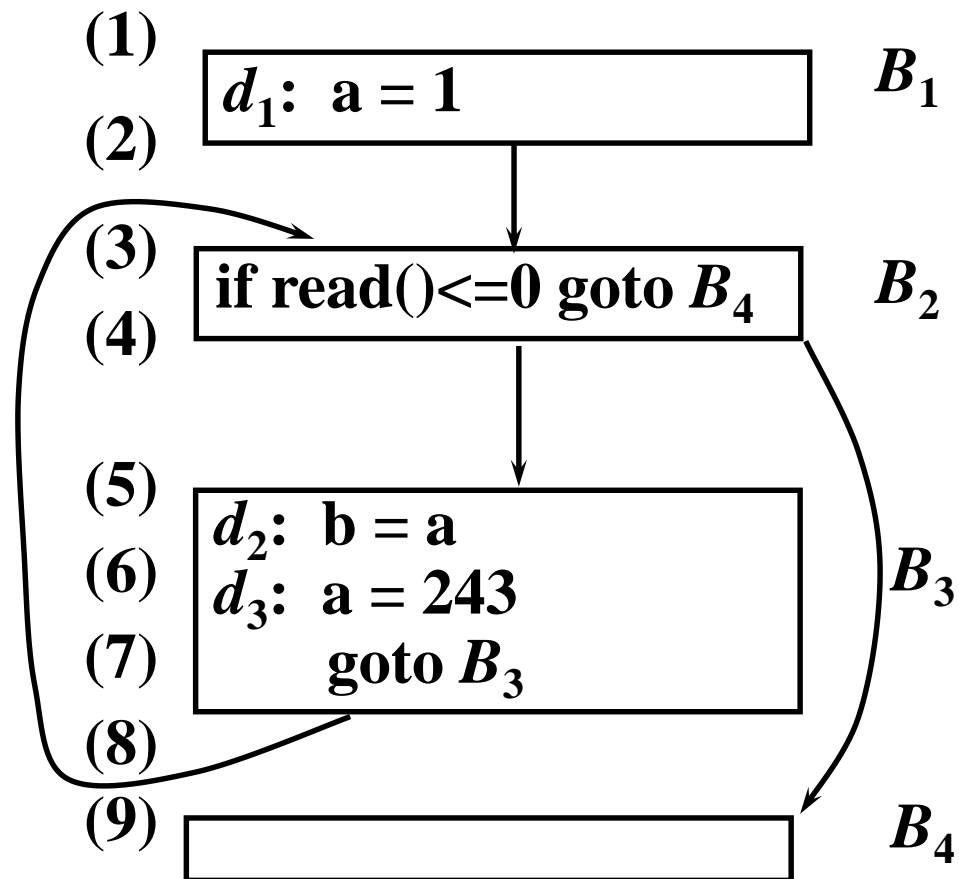 (1)
d1: a = 1 B1
(2)
(3)
if read()<=0 goto B4 B2
(4)
(5)
d2: b = a
(6)
d3: a = 243 B3
(7) goto B3
(8)
(9)
B4